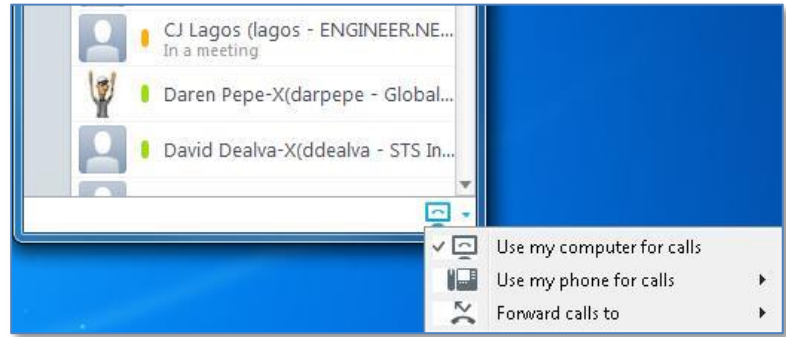 CJ Lagos (lagos - ENGINEER.NE...
In a meeting
Daren Pepe-X(darpepe - Global...
David Dealva-X(ddealva - STS In...
Use my computer for calls
Use my phone for calls
Forward calls to